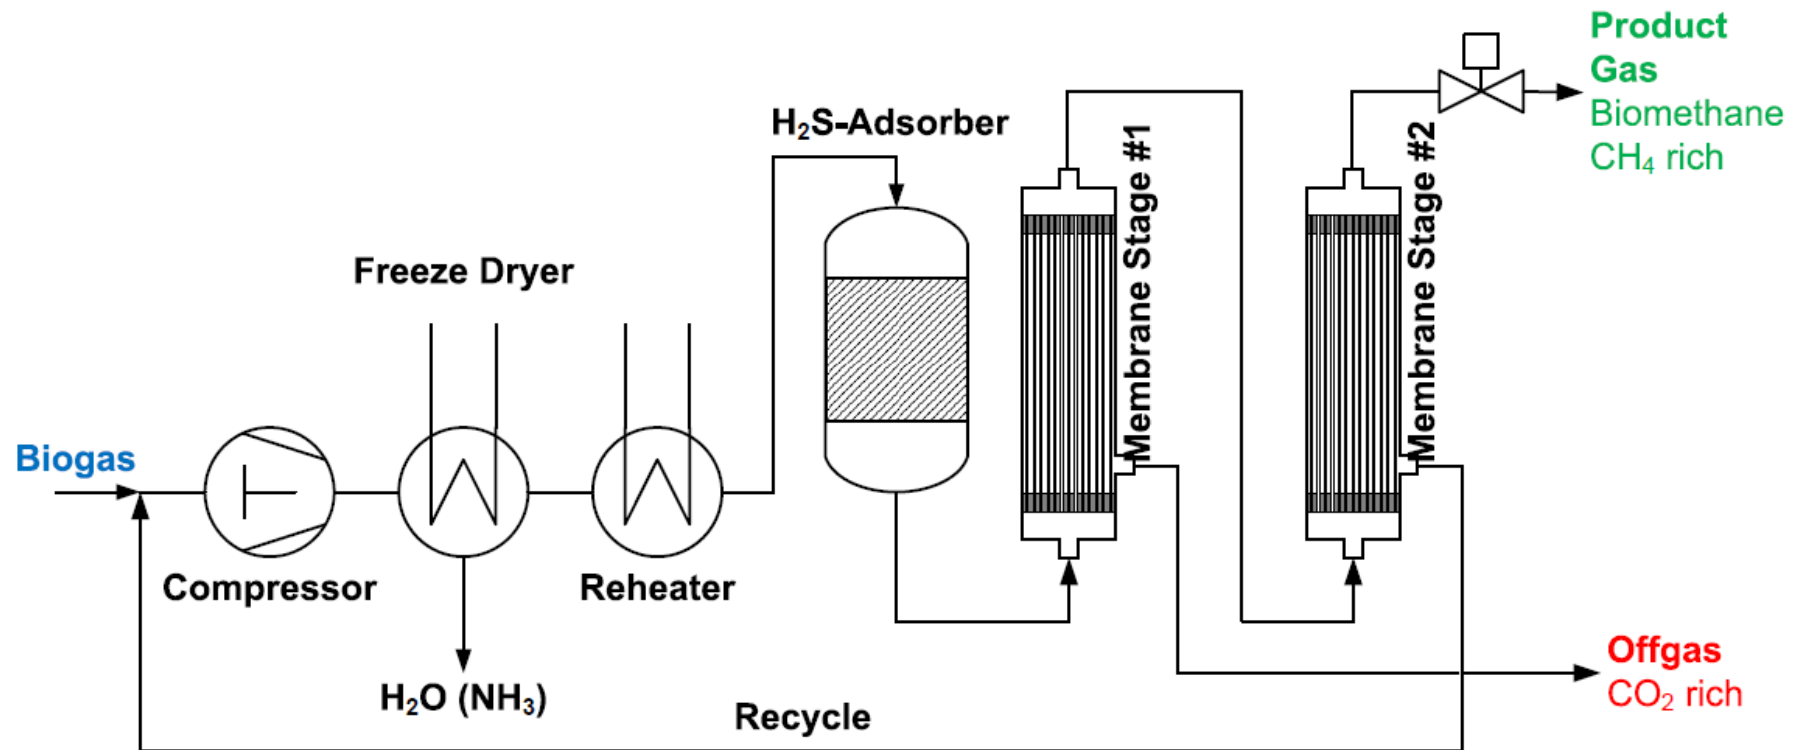 Product
Gas
Biomethane
CH₄ rich
H₂S-Adsorber
Membrane Stage #1
Membrane Stage #2
Freeze Dryer
Biogas
Compressor
Reheater
H₂O (NH₃)
Recycle
Offgas
CO₂ rich